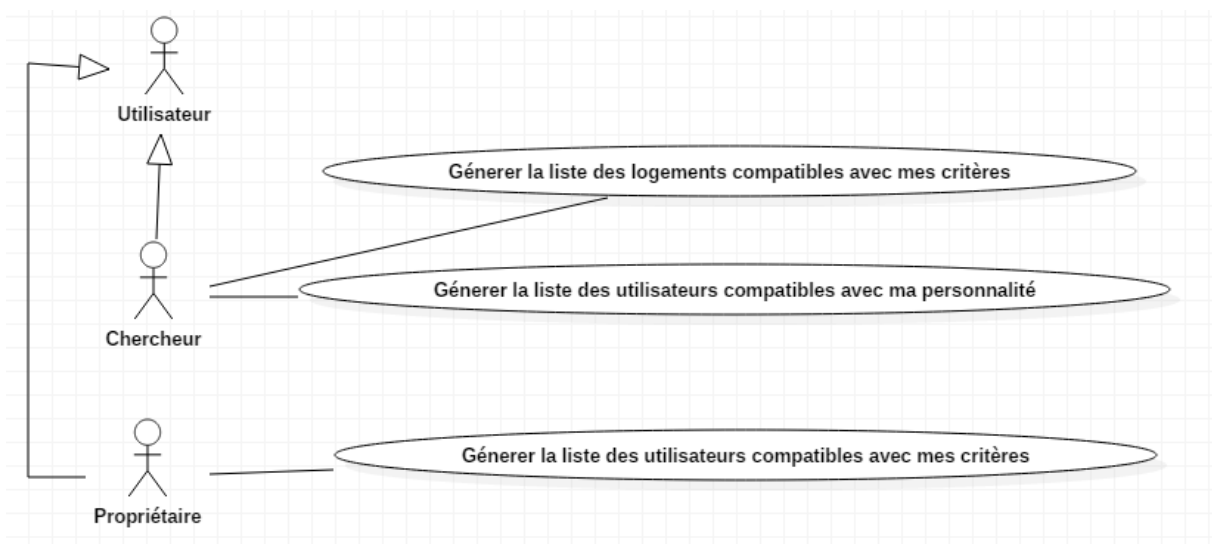 Utilisateur
Génerer la liste des logements compatibles avec mes critères
Génerer la liste des utilisateurs compatibles avec ma personnalité
Chercheur
Génerer la liste des utilisateurs compatibles avec mes critères
Propriétaire